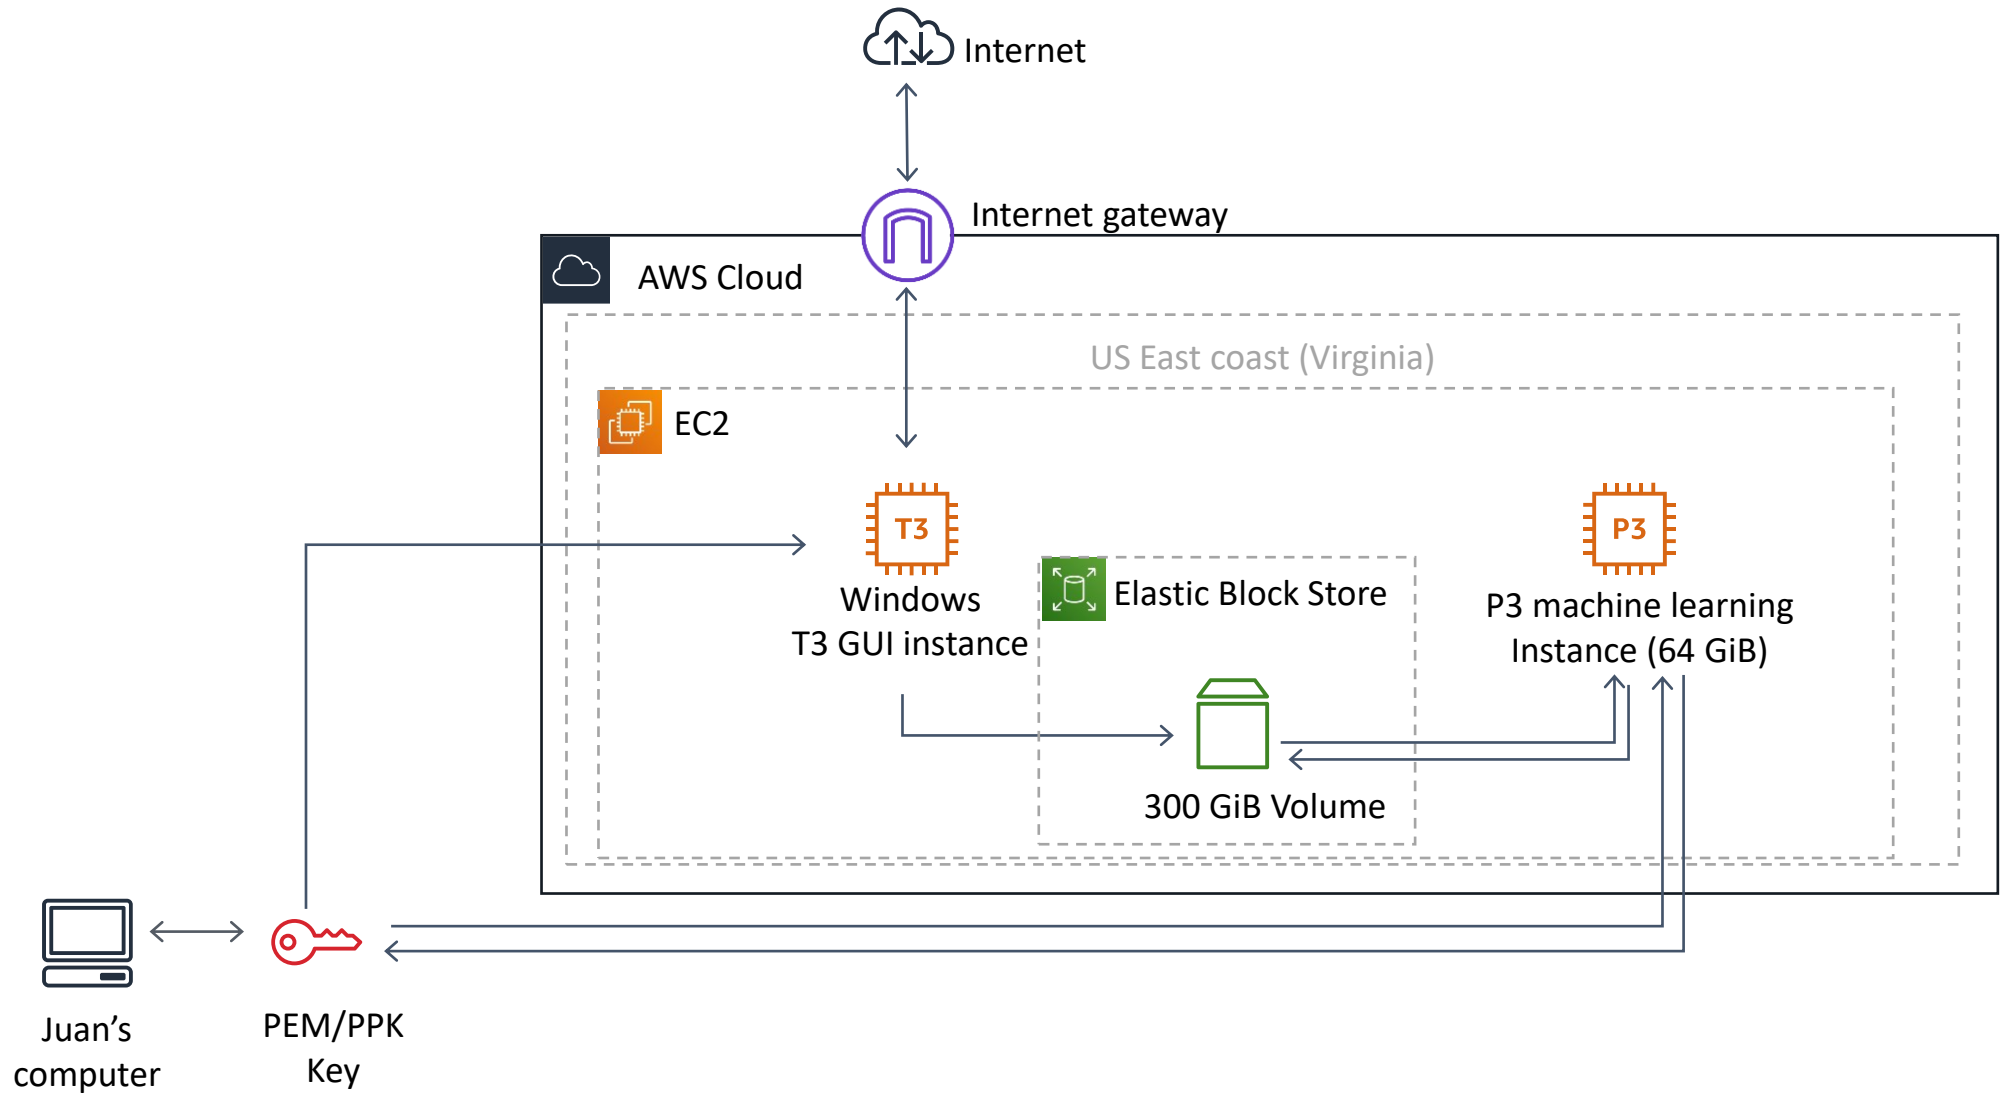 Internet
Internet gateway
AWS Cloud
US East coast (Virginia)
EC2
T3
P3
Windows
T3 GUI instance
Elastic Block Store
P3 machine learning
Instance (64 GiB)
300 GiB Volume
Juan's
computer
PEM/PPK
Key